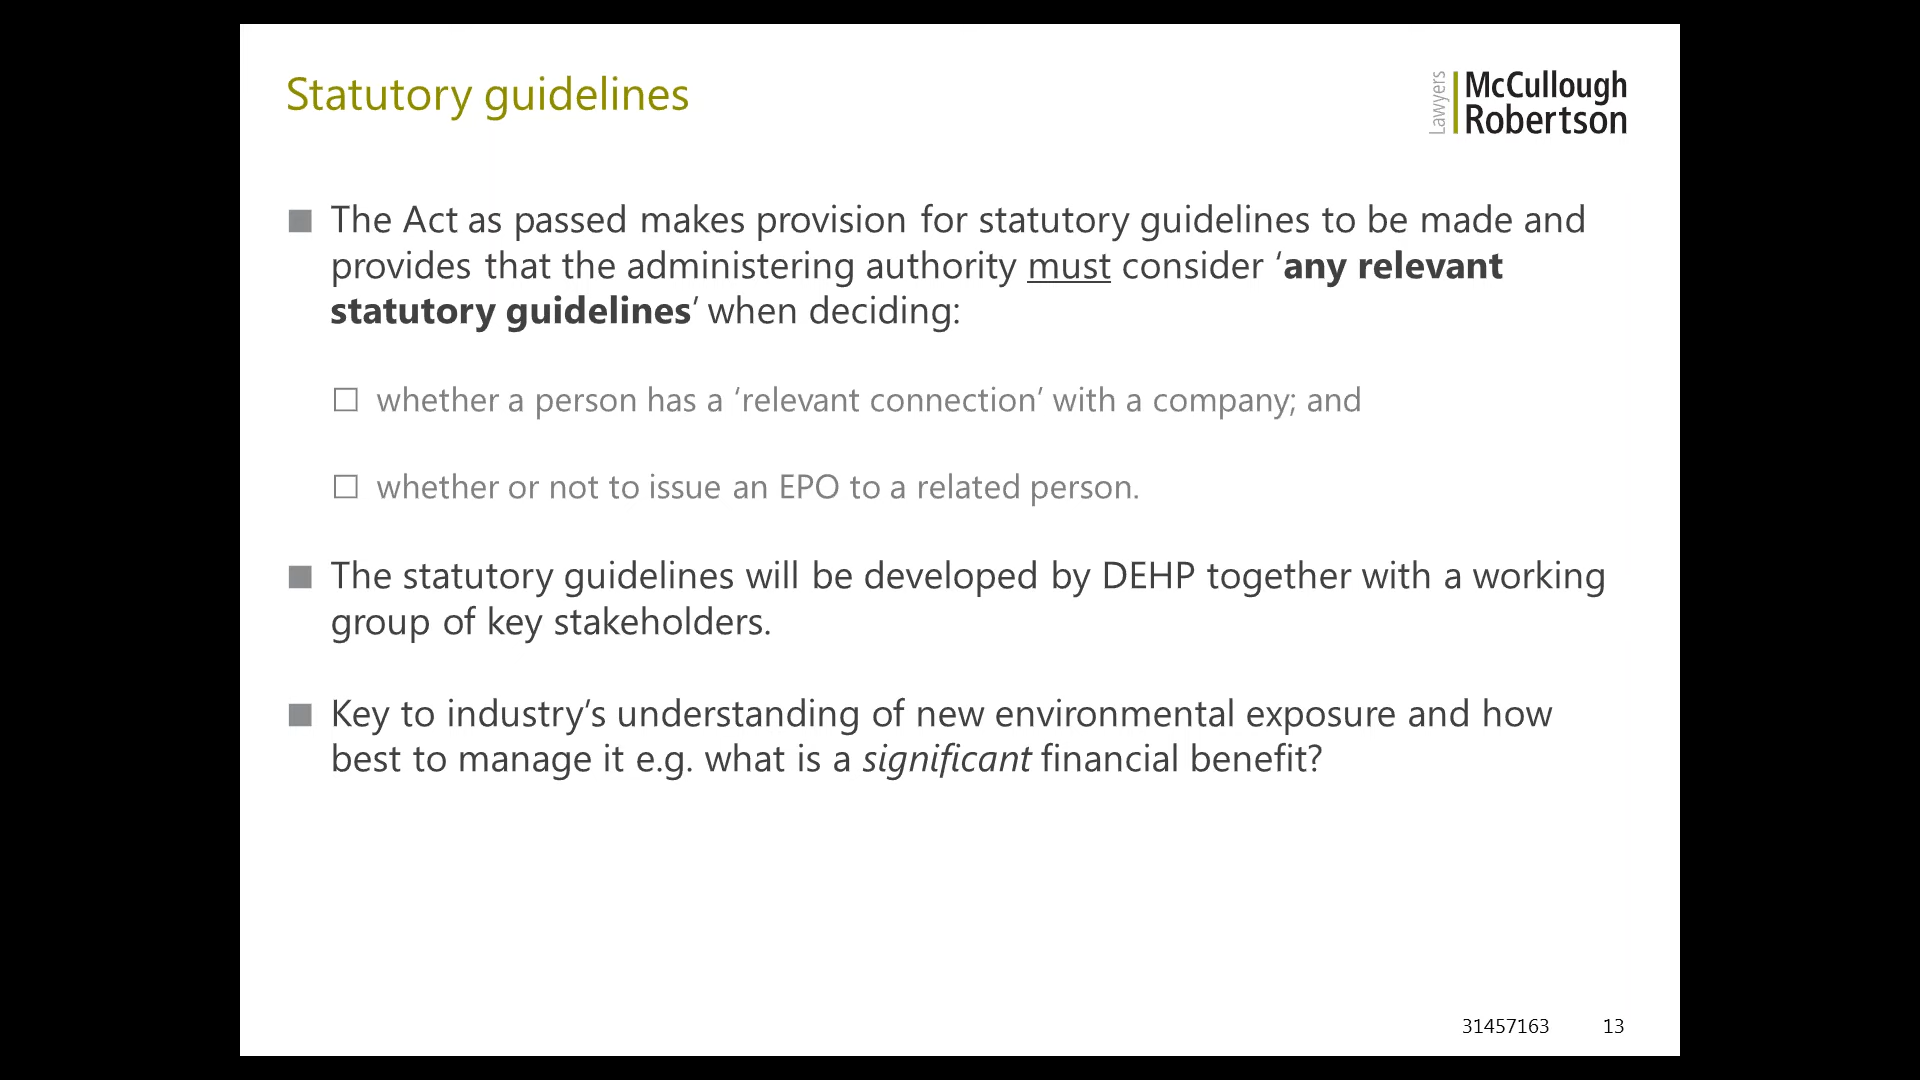 Statutory guidelines
Lawyers
McCullough
Robertson
The Act as passed makes provision for statutory guidelines to be made and
provides that the administering authority must consider ‘any relevant
statutory guidelines’ when deciding:
whether a person has a ‘relevant connection’ with a company; and
whether or not to issue an EPO to a related person.
The statutory guidelines will be developed by DEHP together with a working
group of key stakeholders.
Key to industry’s understanding of new environmental exposure and how
best to manage it e.g. what is a significant financial benefit?
31457163 13